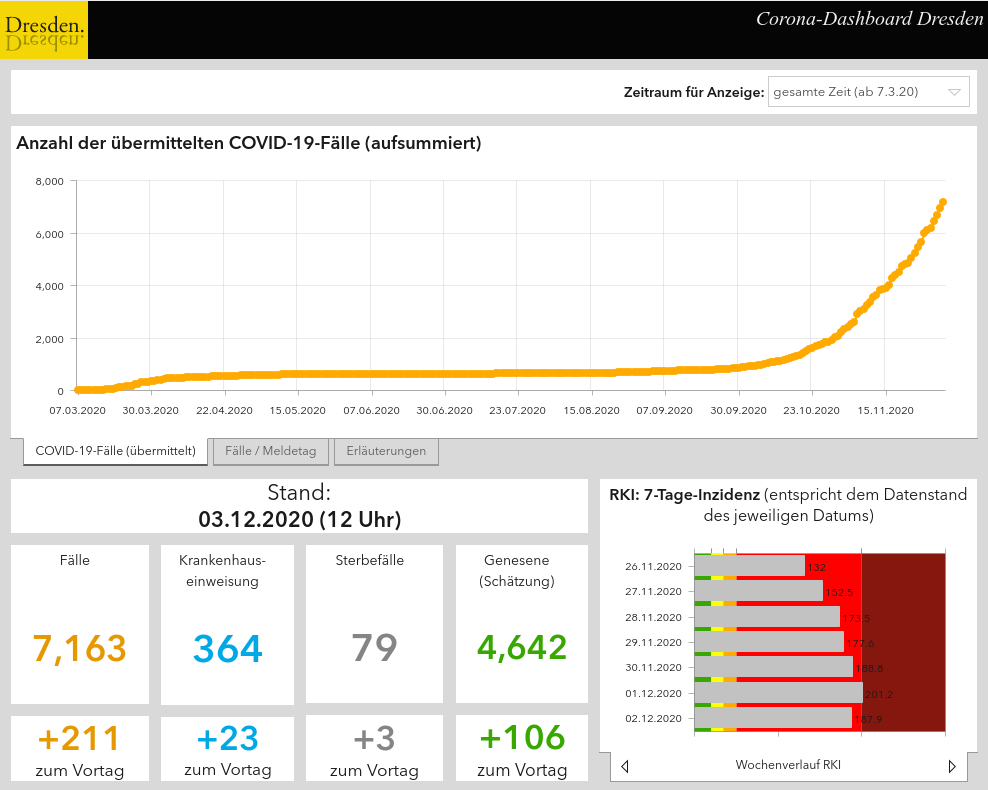 Dresden.
Dresden.
Corona-Dashboard Dresden
Zeitraum für Anzeige: gesamte Zeit (ab 7.3.20)
Anzahl der übermittelten COVID-19-Fälle (aufsummiert)
8,000
6,000
4,000
2,000
0
07.03.2020 30.03.2020 22.04.2020 15.05.2020 07.06.2020 30.06.2020 23.07.2020 15.08.2020 07.09.2020 30.09.2020 23.10.2020 15.11.2020
COVID-19-Fälle (übermittelt) Fälle / Meldetag Erläuterungen
Stand:
03.12.2020 (12 Uhr)
Fälle
7,163
+211
zum Vortag
Krankenhaus-
einweisung
364
+23
zum Vortag
Sterbefälle
79
+3
zum Vortag
Genesene
(Schätzung)
4,642
+106
zum Vortag
RKI: 7-Tage-Inzidenz (entspricht dem Datenstand
des jeweiligen Datums)
26.11.2020 132
27.11.2020 152.5
28.11.2020 173.5
29.11.2020 177.6
30.11.2020 188.8
01.12.2020 201.2
02.12.2020 187.9
Wochenverlauf RKI